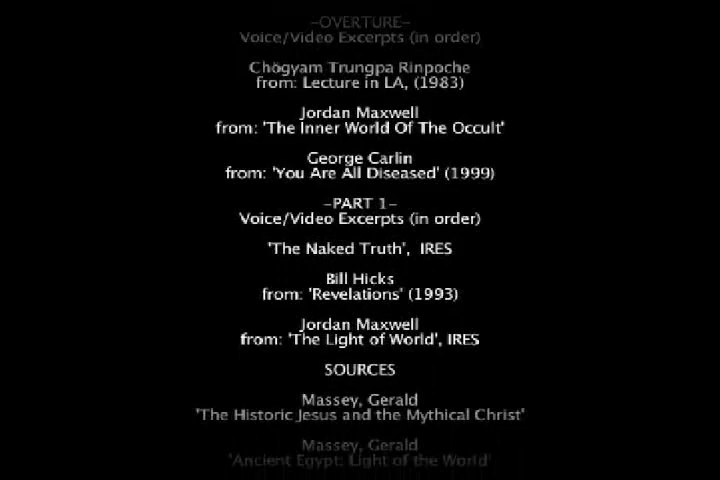 -OVERTURE-
Voice/Video Excerpts (in order)
Chögyam Trungpa Rinpoche
from: Lecture in LA, (1983)
Jordan Maxwell
from: 'The Inner World Of The Occult'
George Carlin
from: 'You Are All Diseased' (1999)
-PART 1-
Voice/Video Excerpts (in order)
'The Naked Truth', IRES
Bill Hicks
from: 'Revelations' (1993)
Jordan Maxwell
from: 'The Light of World', IRES
SOURCES
Massey, Gerald
'The Historic Jesus and the Mythical Christ'
Massey, Gerald
'Ancient Egypt: Light of the World'